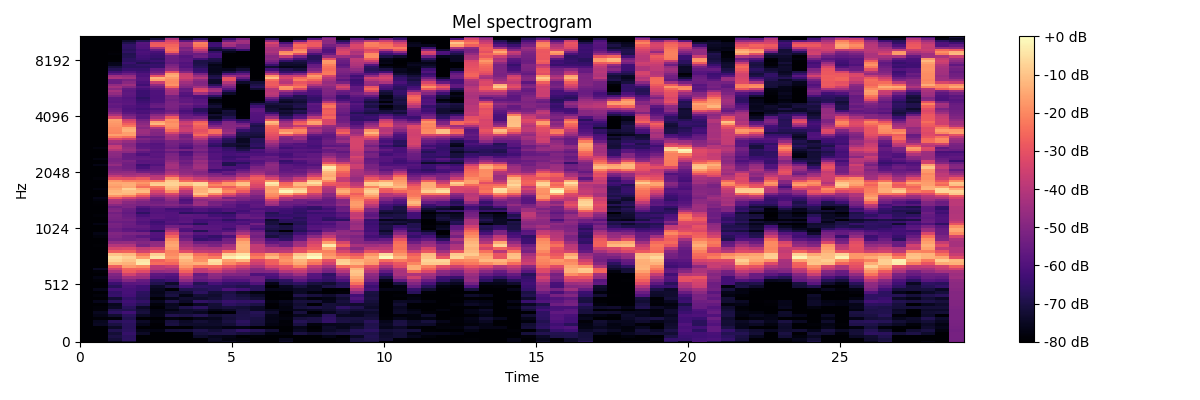 Mel spectrogram
Hz
8192
4096
2048
1024
512
0
0 5 10 15 20 25
Time
+0 dB
-10 dB
-20 dB
-30 dB
-40 dB
-50 dB
-60 dB
-70 dB
-80 dB